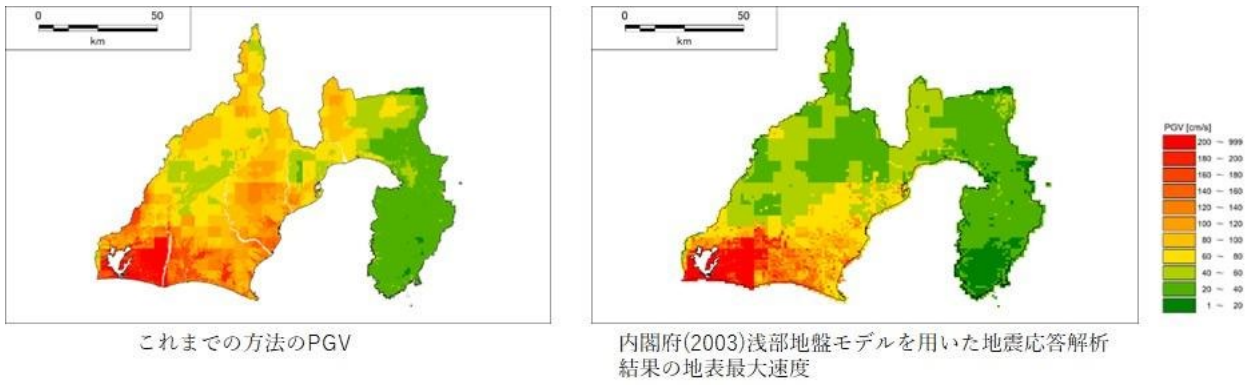 0
50
km
0
50
km
PGV [cm/s]
200 ～ 999
180 ～ 200
160 ～ 180
140 ～ 160
120 ～ 140
100 ～ 120
80 ～ 100
60 ～ 80
40 ～ 60
20 ～ 40
1 ～ 20
これまでの方法のPGV
内閣府(2003)浅部地盤モデルを用いた地震応答解析
結果の地表最大速度